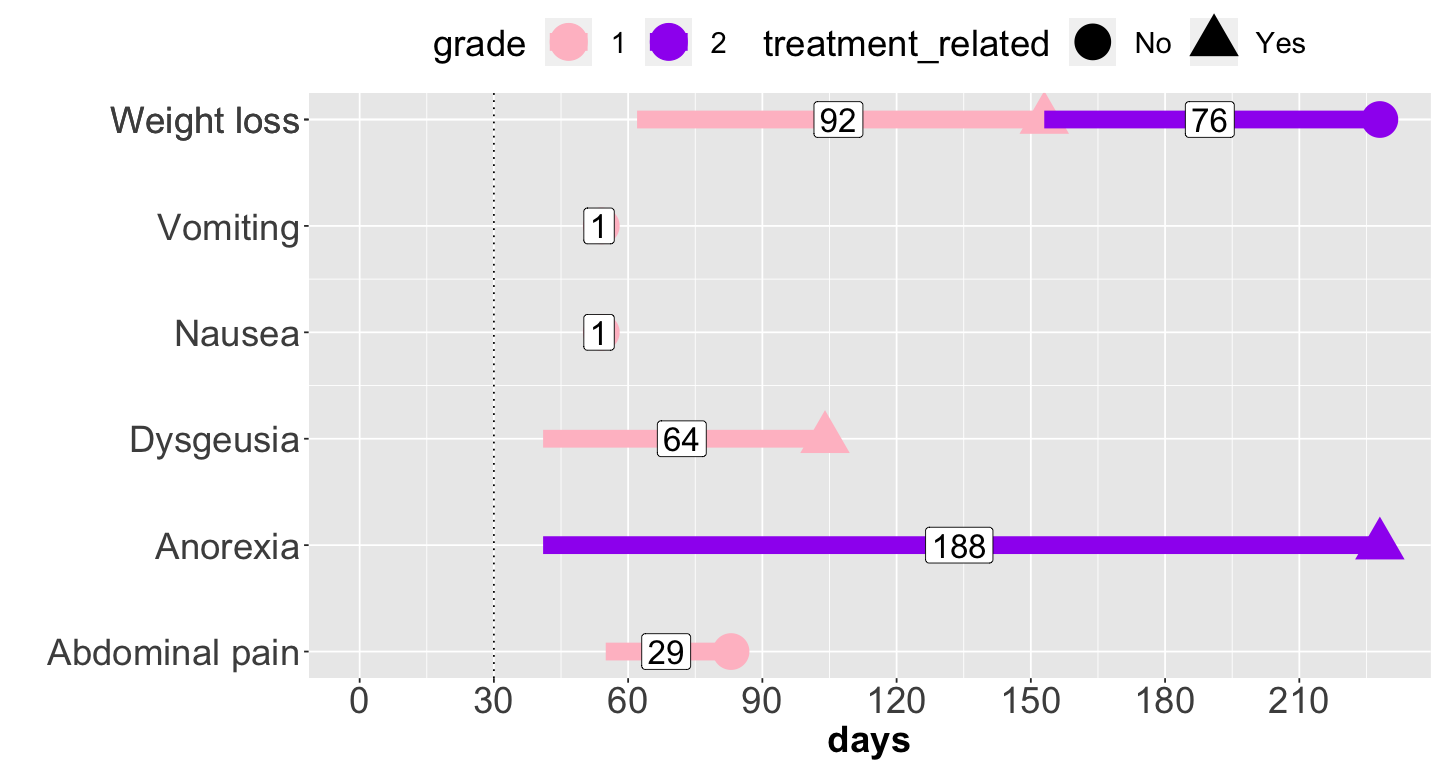 grade 1 2 treatment_related No Yes
Weight loss 92 76
Vomiting 1
Nausea 1
Dysgeusia 64
Anorexia 188
Abdominal pain 29
0 30 60 90 120 150 180 210
days